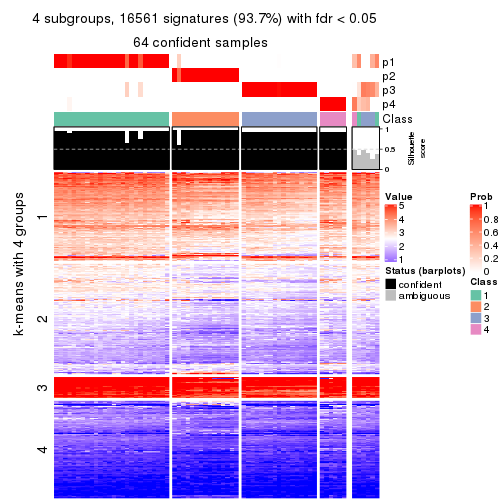 4 subgroups, 16561 signatures (93.7%) with fdr < 0.05
64 confident samples
p1
p2
p3
p4
Class
1
0.5
0
Silhouette
score
k-means with 4 groups
1
2
3
4
Value
5
4
3
2
1
Status (barplots)
confident
ambiguous
Prob
1
0.8
0.6
0.4
0.2
0
Class
1
2
3
4